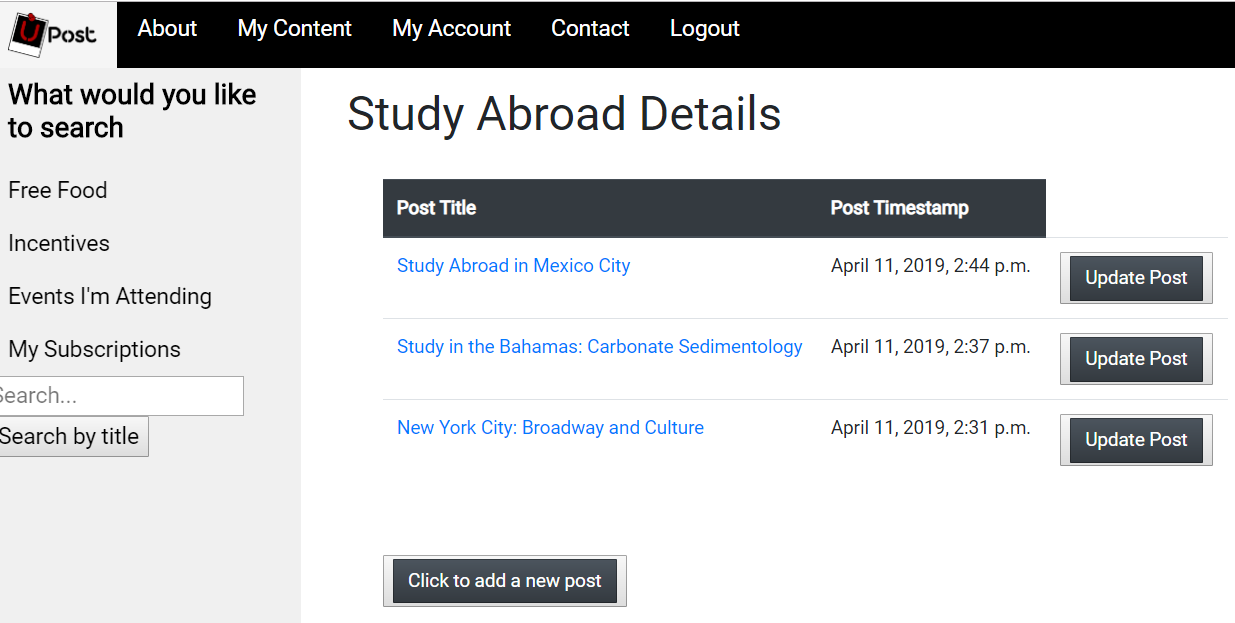 UPost About My Content My Account Contact Logout
What would you like
to search
Free Food
Incentives
Events I'm Attending
My Subscriptions
Search...
Search by title
Study Abroad Details
Post Title Post Timestamp
Study Abroad in Mexico City April 11, 2019, 2:44 p.m. Update Post
Study in the Bahamas: Carbonate Sedimentology April 11, 2019, 2:37 p.m. Update Post
New York City: Broadway and Culture April 11, 2019, 2:31 p.m. Update Post
Click to add a new post